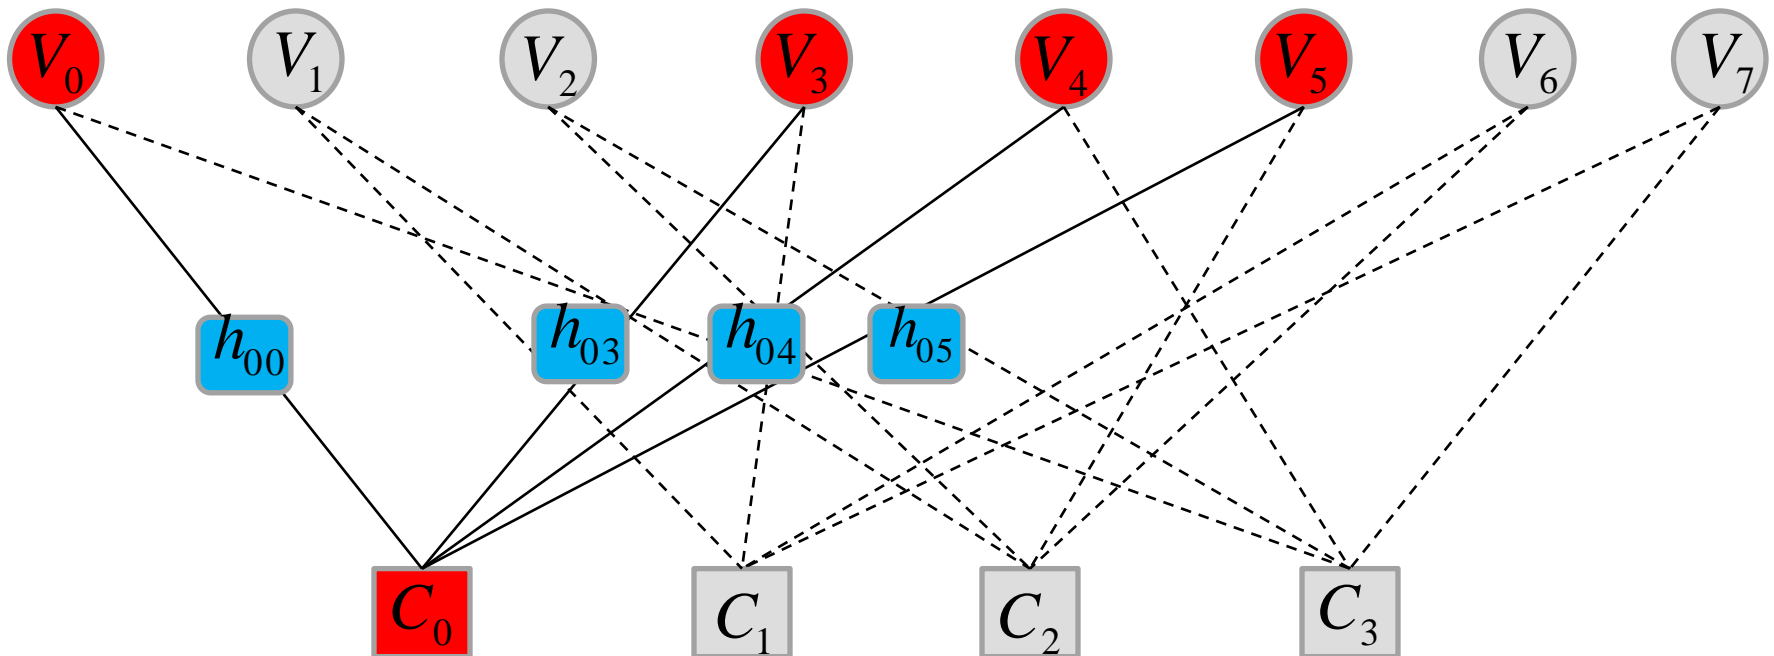 V₀ V₁ V₂ V₃ V₄ V₅ V₆ V₇
h₀₀ h₀₃ h₀₄ h₀₅
C₀ C₁ C₂ C₃